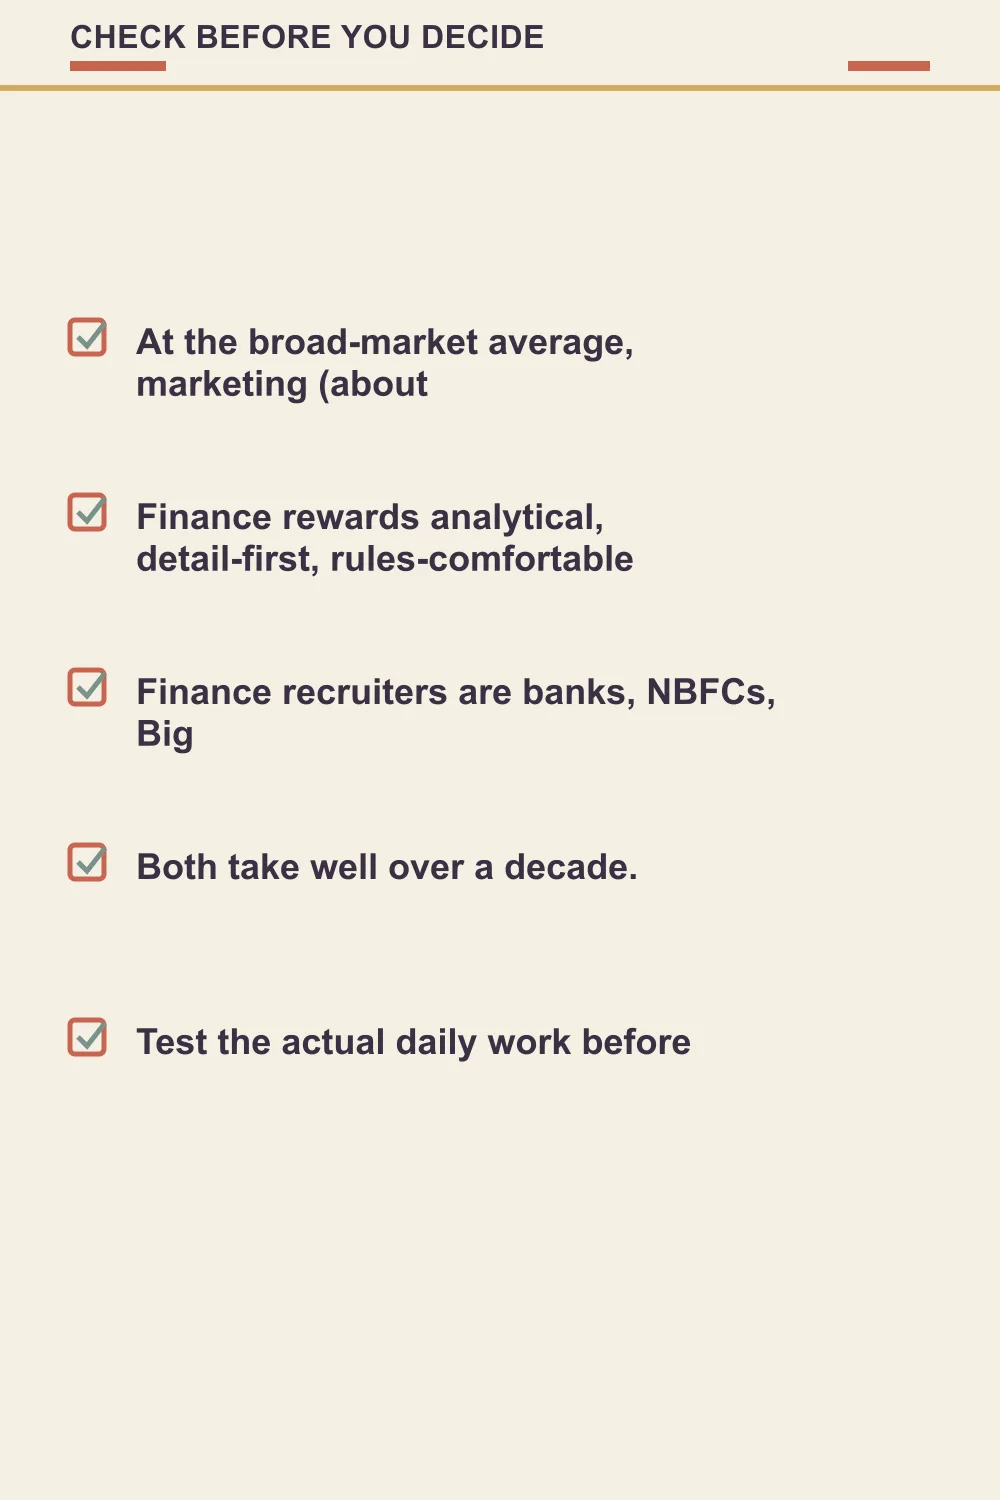 CHECK BEFORE YOU DECIDE
At the broad-market average,
marketing (about
Finance rewards analytical,
detail-first, rules-comfortable
Finance recruiters are banks, NBFCs,
Big
Both take well over a decade.
Test the actual daily work before